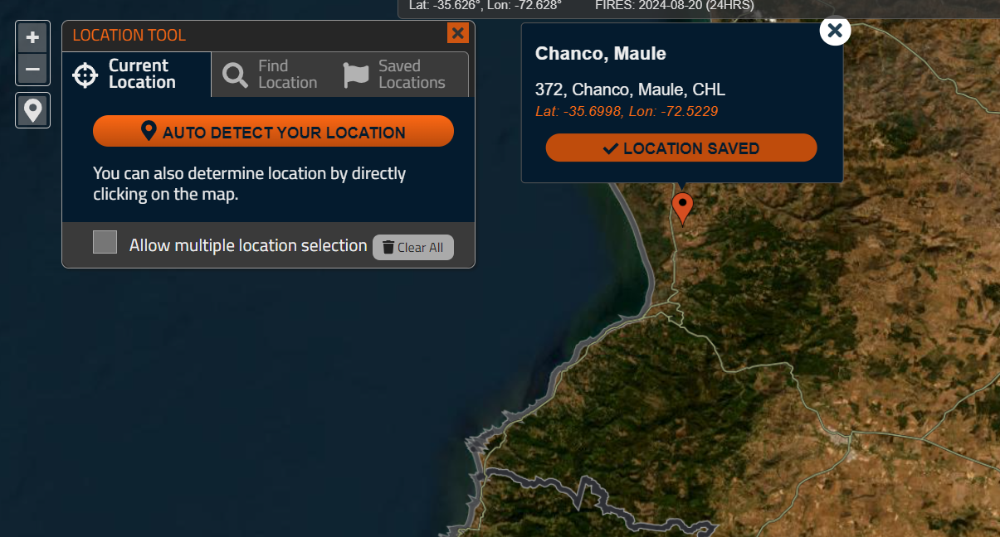 Lat: -35.626°, Lon: -72.628° FIRES: 2024-08-20 (24HRS)
LOCATION TOOL
Current Location
Find Location
Saved Locations
AUTO DETECT YOUR LOCATION
You can also determine location by directly
clicking on the map.
Allow multiple location selection
Clear All
Chanco, Maule
372, Chanco, Maule, CHL
Lat: -35.6998, Lon: -72.5229
LOCATION SAVED